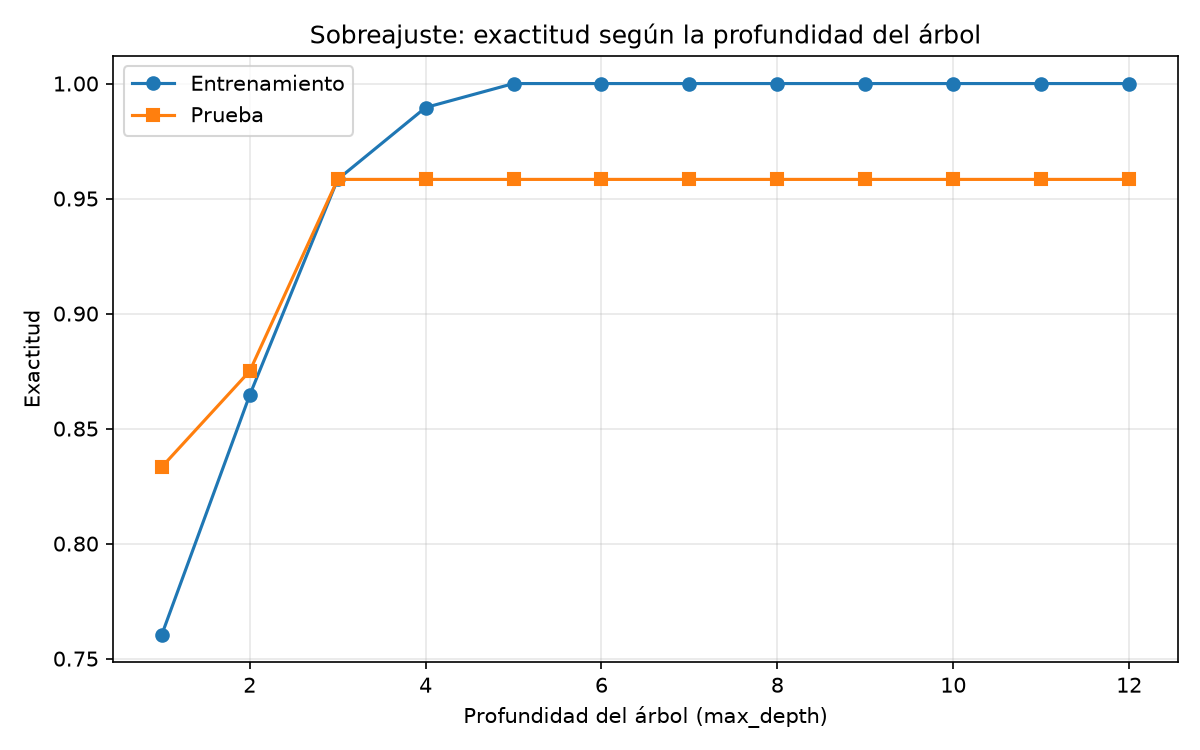 Sobreajuste: exactitud según la profundidad del árbol
Entrenamiento
Prueba
Exactitud
1.00
0.95
0.90
0.85
0.80
0.75
2 4 6 8 10 12
Profundidad del árbol (max_depth)